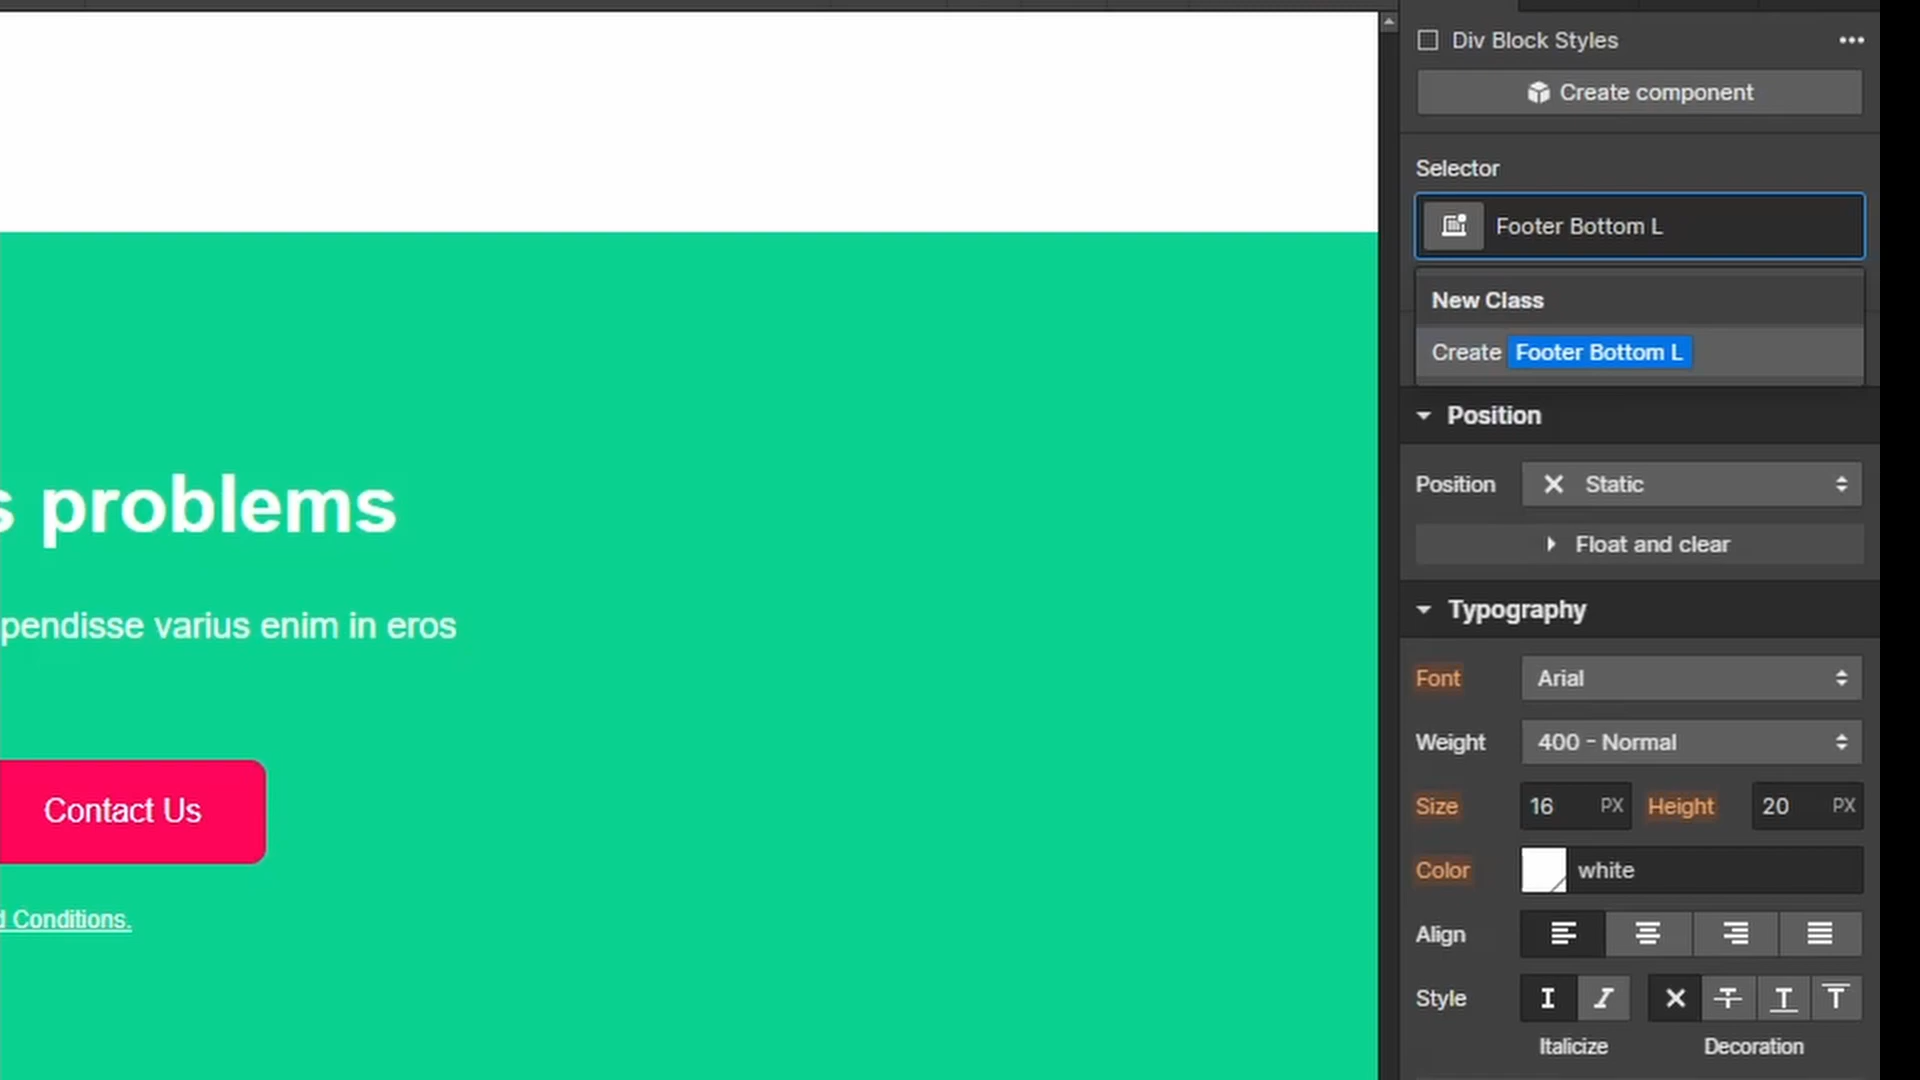 Div Block Styles
Create component
Selector
Footer Bottom L
New Class
Create Footer Bottom L
Position
Position Static
Float and clear
Typography
Font Arial
Weight 400 - Normal
Size 16 PX Height 20 PX
Color white
Align
Style
Italicize Decoration
s problems
pendisse varius enim in eros
Contact Us
d Conditions.